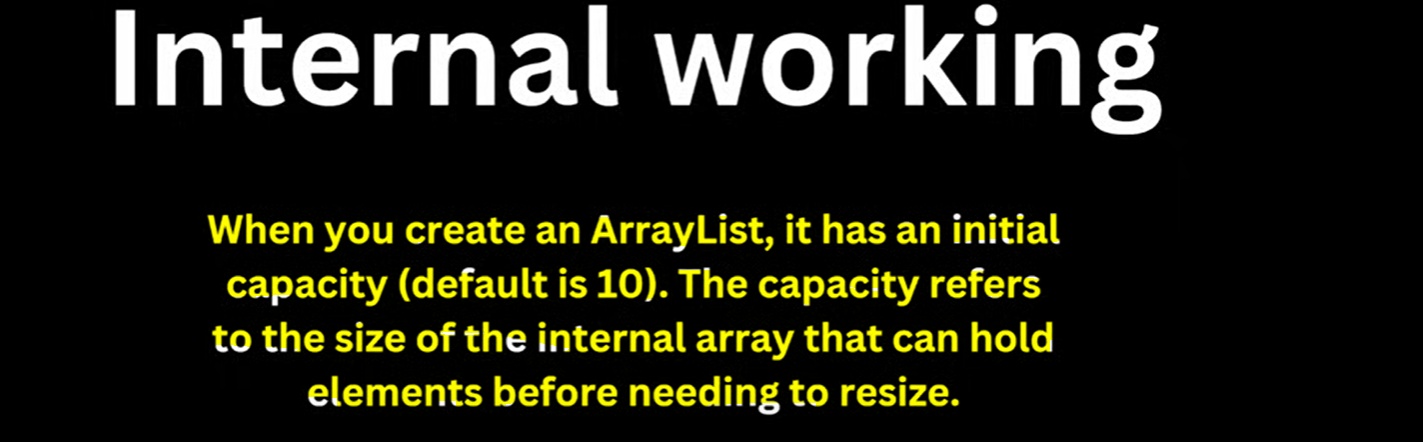 Internal working
When you create an ArrayList, it has an initial
capacity (default is 10). The capacity refers
to the size of the internal array that can hold
elements before needing to resize.